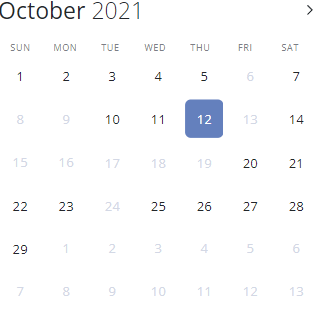 October 2021
SUN MON TUE WED THU FRI SAT
1 2 3 4 5 6 7
8 9 10 11 12 13 14
15 16 17 18 19 20 21
22 23 24 25 26 27 28
29 1 2 3 4 5 6
7 8 9 10 11 12 13